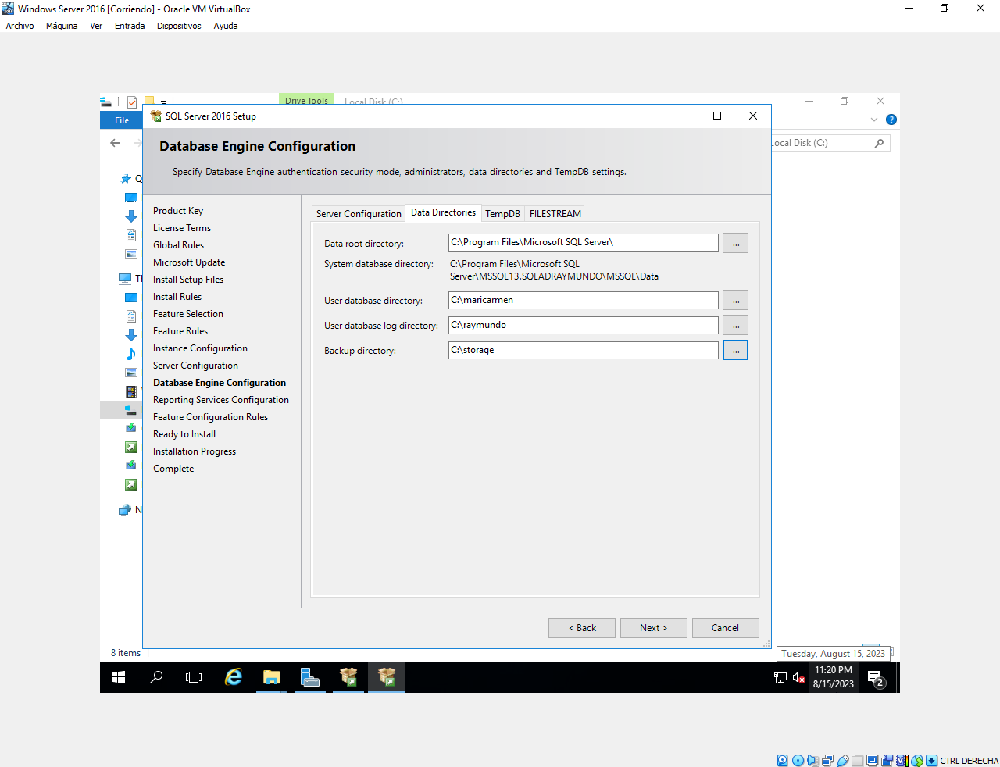 Windows Server 2016 [Corriendo] - Oracle VM VirtualBox
Archivo Máquina Ver Entrada Dispositivos Ayuda
Drive Tools Local Disk (C:)
SQL Server 2016 Setup
File
Database Engine Configuration
Local Disk (C:)
Specify Database Engine authentication security mode, administrators, data directories and TempDB settings.
Product Key
License Terms
Global Rules
Microsoft Update
Install Setup Files
Install Rules
Feature Selection
Feature Rules
Instance Configuration
Server Configuration
Database Engine Configuration
Reporting Services Configuration
Feature Configuration Rules
Ready to Install
Installation Progress
Complete
Server Configuration Data Directories TempDB FILESTREAM
Data root directory: C:\Program Files\Microsoft SQL Server\ ...
System database directory: C:\Program Files\Microsoft SQL
Server\MSSQL13.SQLADRAYMUNDO\MSSQL\Data
User database directory: C:\maricarmen ...
User database log directory: C:\raymundo ...
Backup directory: C:\storage ...
< Back Next > Cancel
8 items
Tuesday, August 15, 2023
11:20 PM
8/15/2023
2
CTRL DERECHA